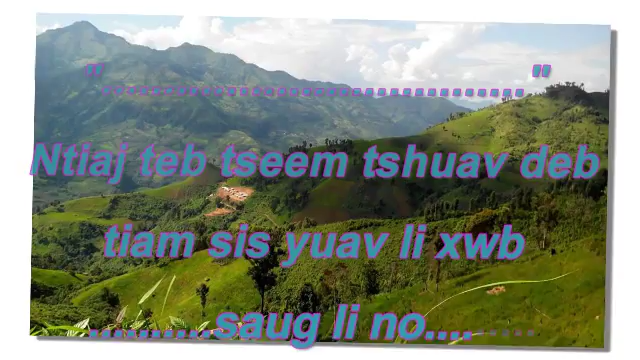 "..................................."
Ntiaj teb tseem tshuav deb
tiam sis yuav li xwb
..........saug li no.........